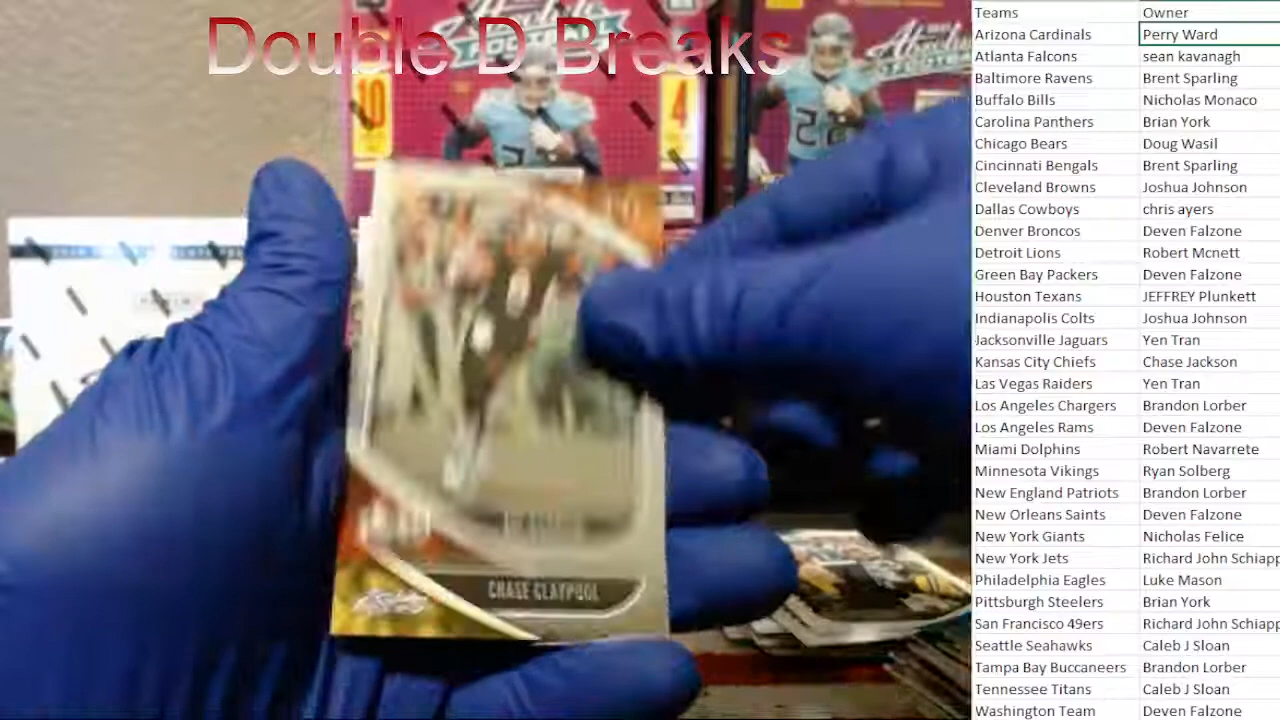 Double D Breaks
Absolute
FOOTBALL
10
4
22
Absolute
FOOTBALL
CHASE CLAYPOOL
Teams Owner
Arizona Cardinals Perry Ward
Atlanta Falcons sean kavanagh
Baltimore Ravens Brent Sparling
Buffalo Bills Nicholas Monaco
Carolina Panthers Brian York
Chicago Bears Doug Wasil
Cincinnati Bengals Brent Sparling
Cleveland Browns Joshua Johnson
Dallas Cowboys chris ayers
Denver Broncos Deven Falzone
Detroit Lions Robert Mcnett
Green Bay Packers Deven Falzone
Houston Texans JEFFREY Plunkett
Indianapolis Colts Joshua Johnson
Jacksonville Jaguars Yen Tran
Kansas City Chiefs Chase Jackson
Las Vegas Raiders Yen Tran
Los Angeles Chargers Brandon Lorber
Los Angeles Rams Deven Falzone
Miami Dolphins Robert Navarrete
Minnesota Vikings Ryan Solberg
New England Patriots Brandon Lorber
New Orleans Saints Deven Falzone
New York Giants Nicholas Felice
New York Jets Richard John Schiapp
Philadelphia Eagles Luke Mason
Pittsburgh Steelers Brian York
San Francisco 49ers Richard John Schiapp
Seattle Seahawks Caleb J Sloan
Tampa Bay Buccaneers Brandon Lorber
Tennessee Titans Caleb J Sloan
Washington Team Deven Falzone